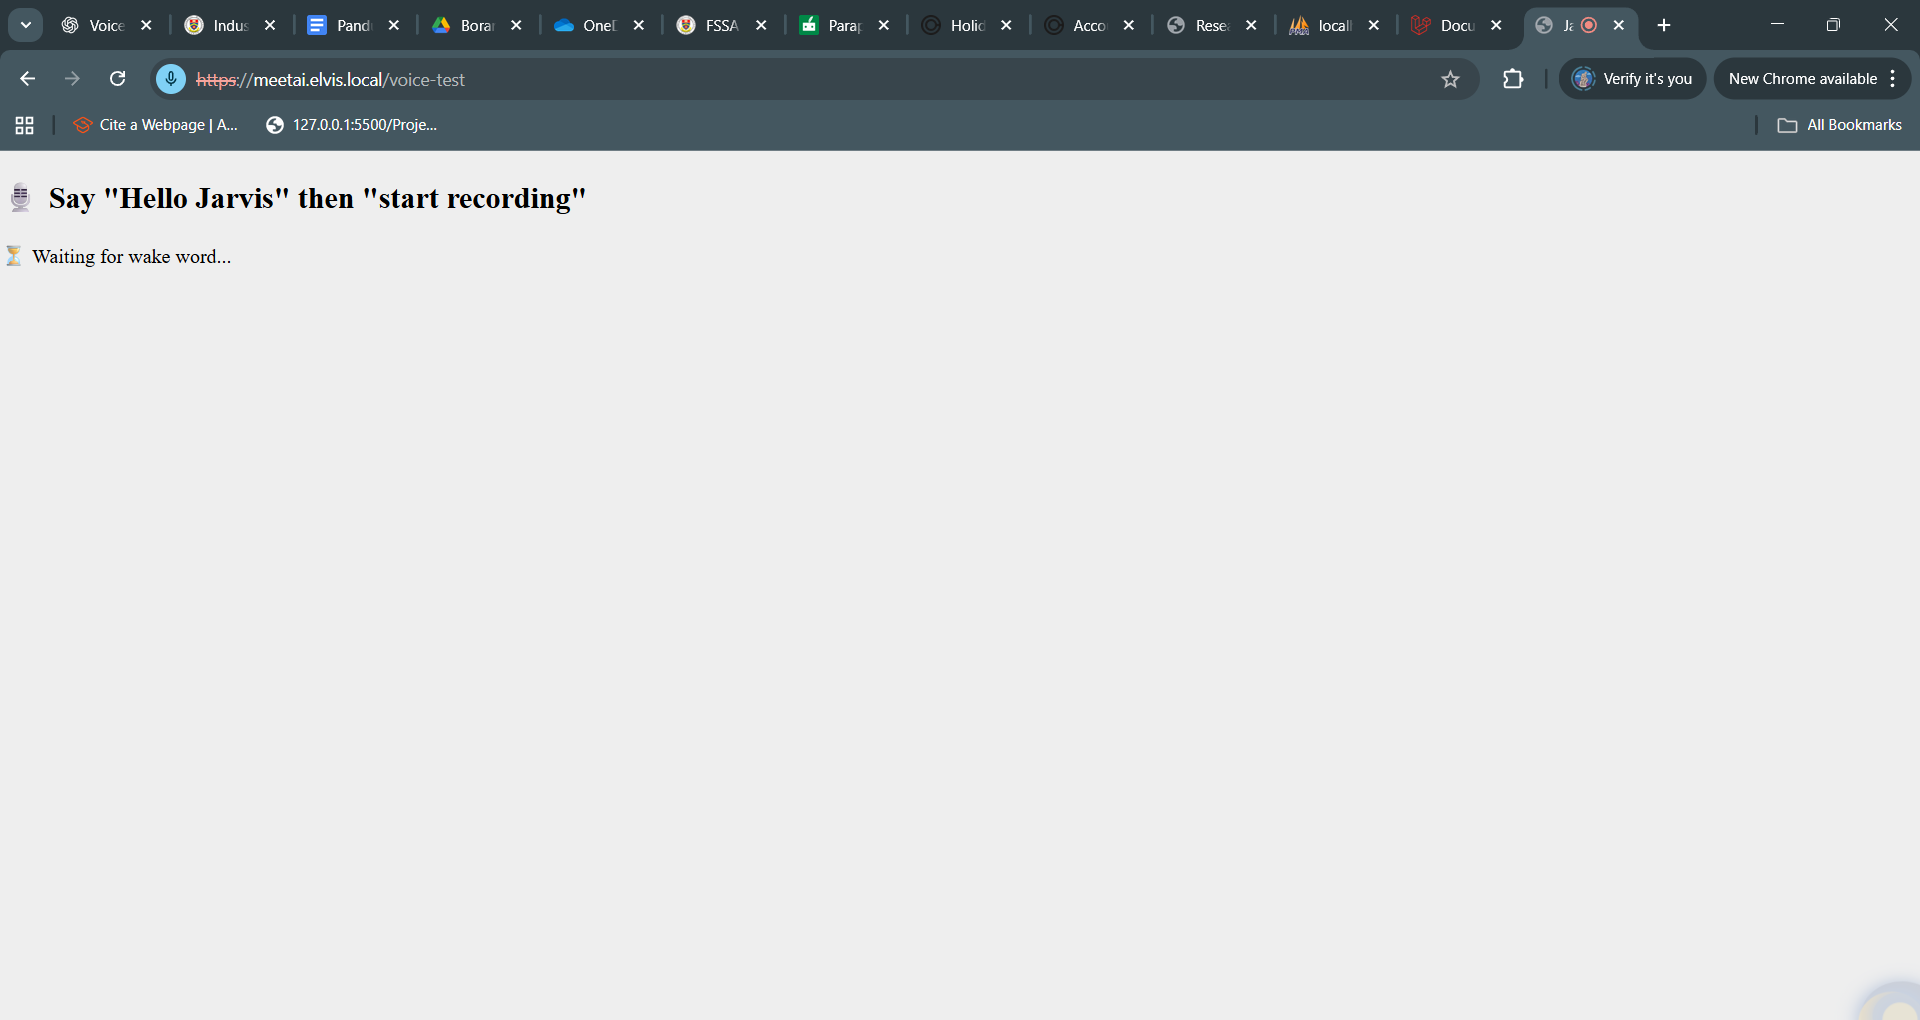 Voice
Indus
Pand
Borar
OneD
FSSA
Parap
Holid
Acco
Rese
locall
Docu
Ja
https://meetai.elvis.local/voice-test
Verify it's you
New Chrome available
Cite a Webpage | A...
127.0.0.1:5500/Proje...
All Bookmarks
Say "Hello Jarvis" then "start recording"
Waiting for wake word...